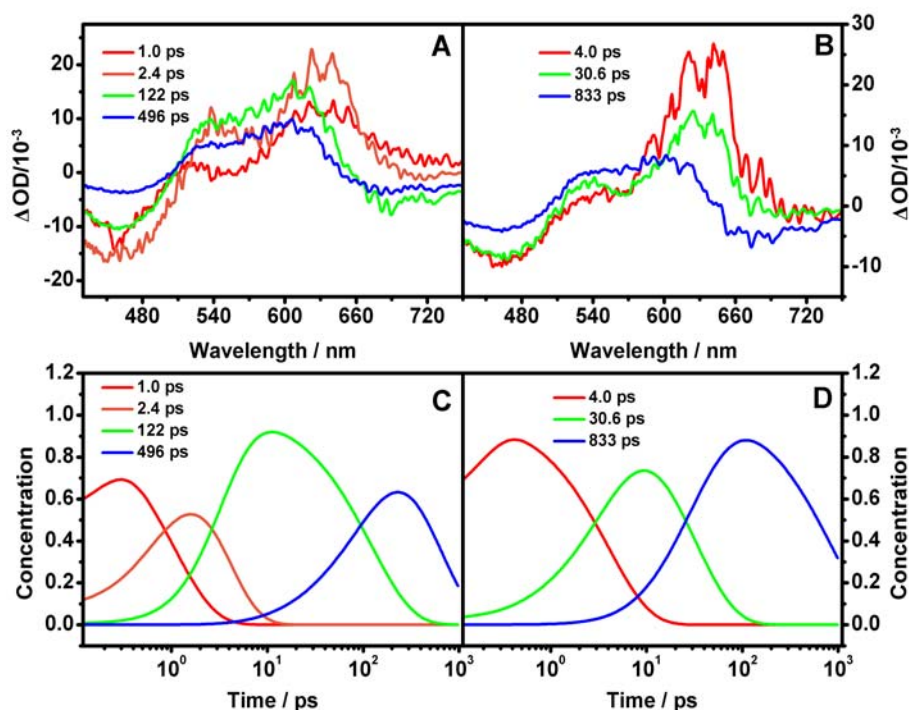 A
1.0 ps
2.4 ps
122 ps
496 ps
20
10
0
-10
-20
ΔOD/10⁻³
480 540 600 660 720
Wavelength / nm
B
4.0 ps
30.6 ps
833 ps
30
20
10
0
-10
ΔOD/10⁻³
480 540 600 660 720
Wavelength / nm
C
1.0 ps
2.4 ps
122 ps
496 ps
1.2
1.0
0.8
0.6
0.4
0.2
0.0
Concentration
10⁰ 10¹ 10² 10³
Time / ps
D
4.0 ps
30.6 ps
833 ps
1.2
1.0
0.8
0.6
0.4
0.2
0.0
Concentration
10⁰ 10¹ 10² 10³
Time / ps